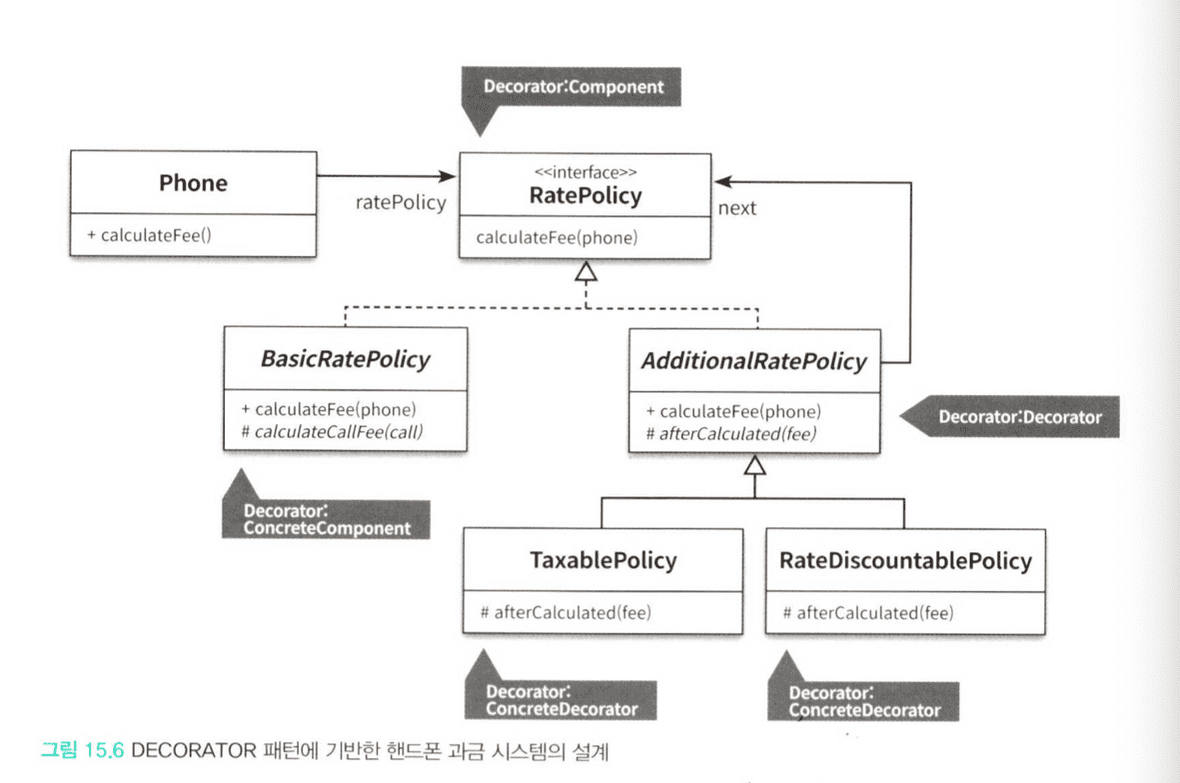 Decorator:Component
Phone
+ calculateFee()
ratePolicy
<<interface>>
RatePolicy
calculateFee(phone)
next
BasicRatePolicy
+ calculateFee(phone)
# calculateCallFee(call)
AdditionalRatePolicy
+ calculateFee(phone)
# afterCalculated(fee)
Decorator:Decorator
Decorator:
ConcreteComponent
TaxablePolicy
# afterCalculated(fee)
RateDiscountablePolicy
# afterCalculated(fee)
Decorator:
ConcreteDecorator
Decorator:
ConcreteDecorator
그림 15.6 DECORATOR 패턴에 기반한 핸드폰 과금 시스템의 설계